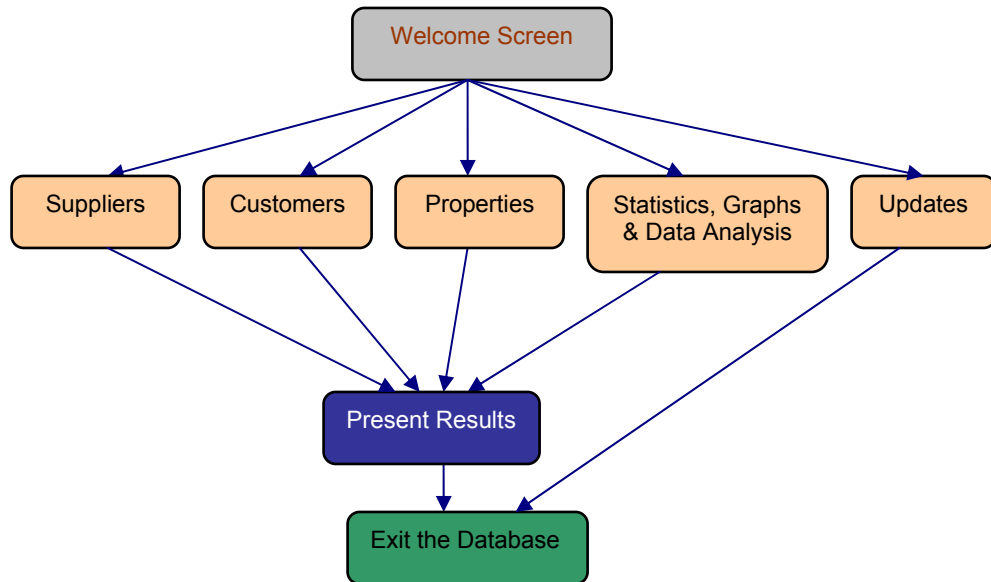 Welcome Screen
Suppliers
Customers
Properties
Statistics, Graphs
& Data Analysis
Updates
Present Results
Exit the Database